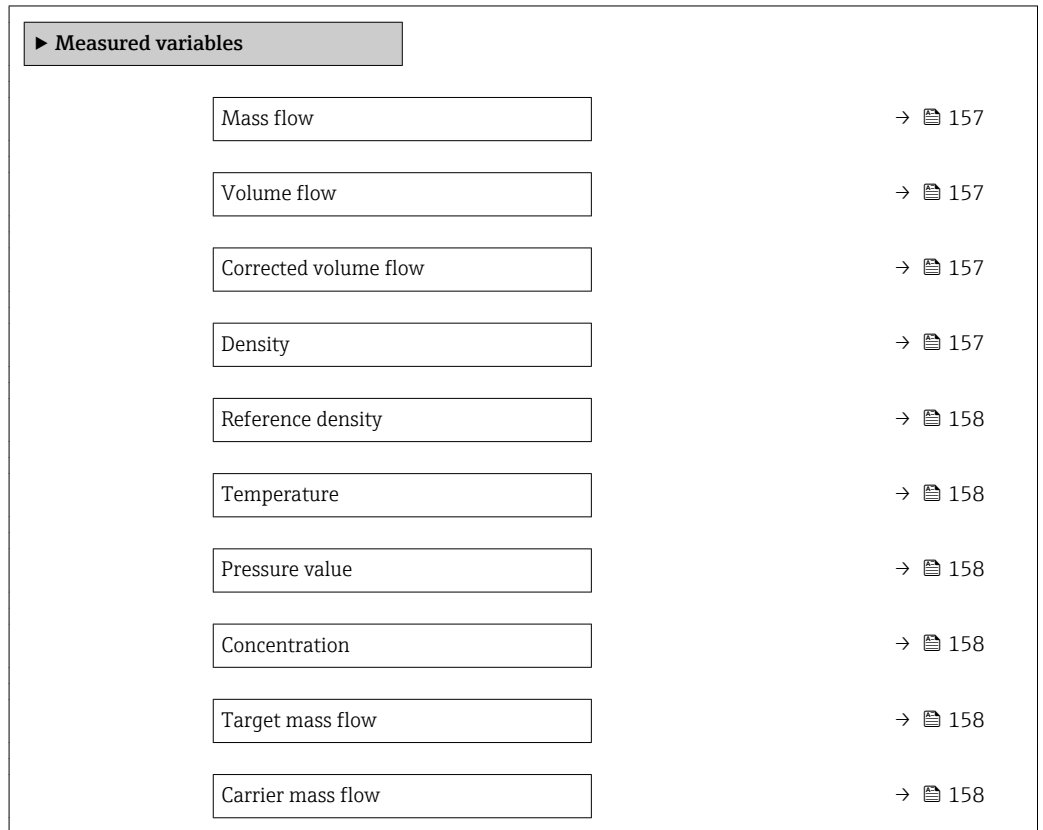 ► Measured variables
Mass flow → 157
Volume flow → 157
Corrected volume flow → 157
Density → 157
Reference density → 158
Temperature → 158
Pressure value → 158
Concentration → 158
Target mass flow → 158
Carrier mass flow → 158